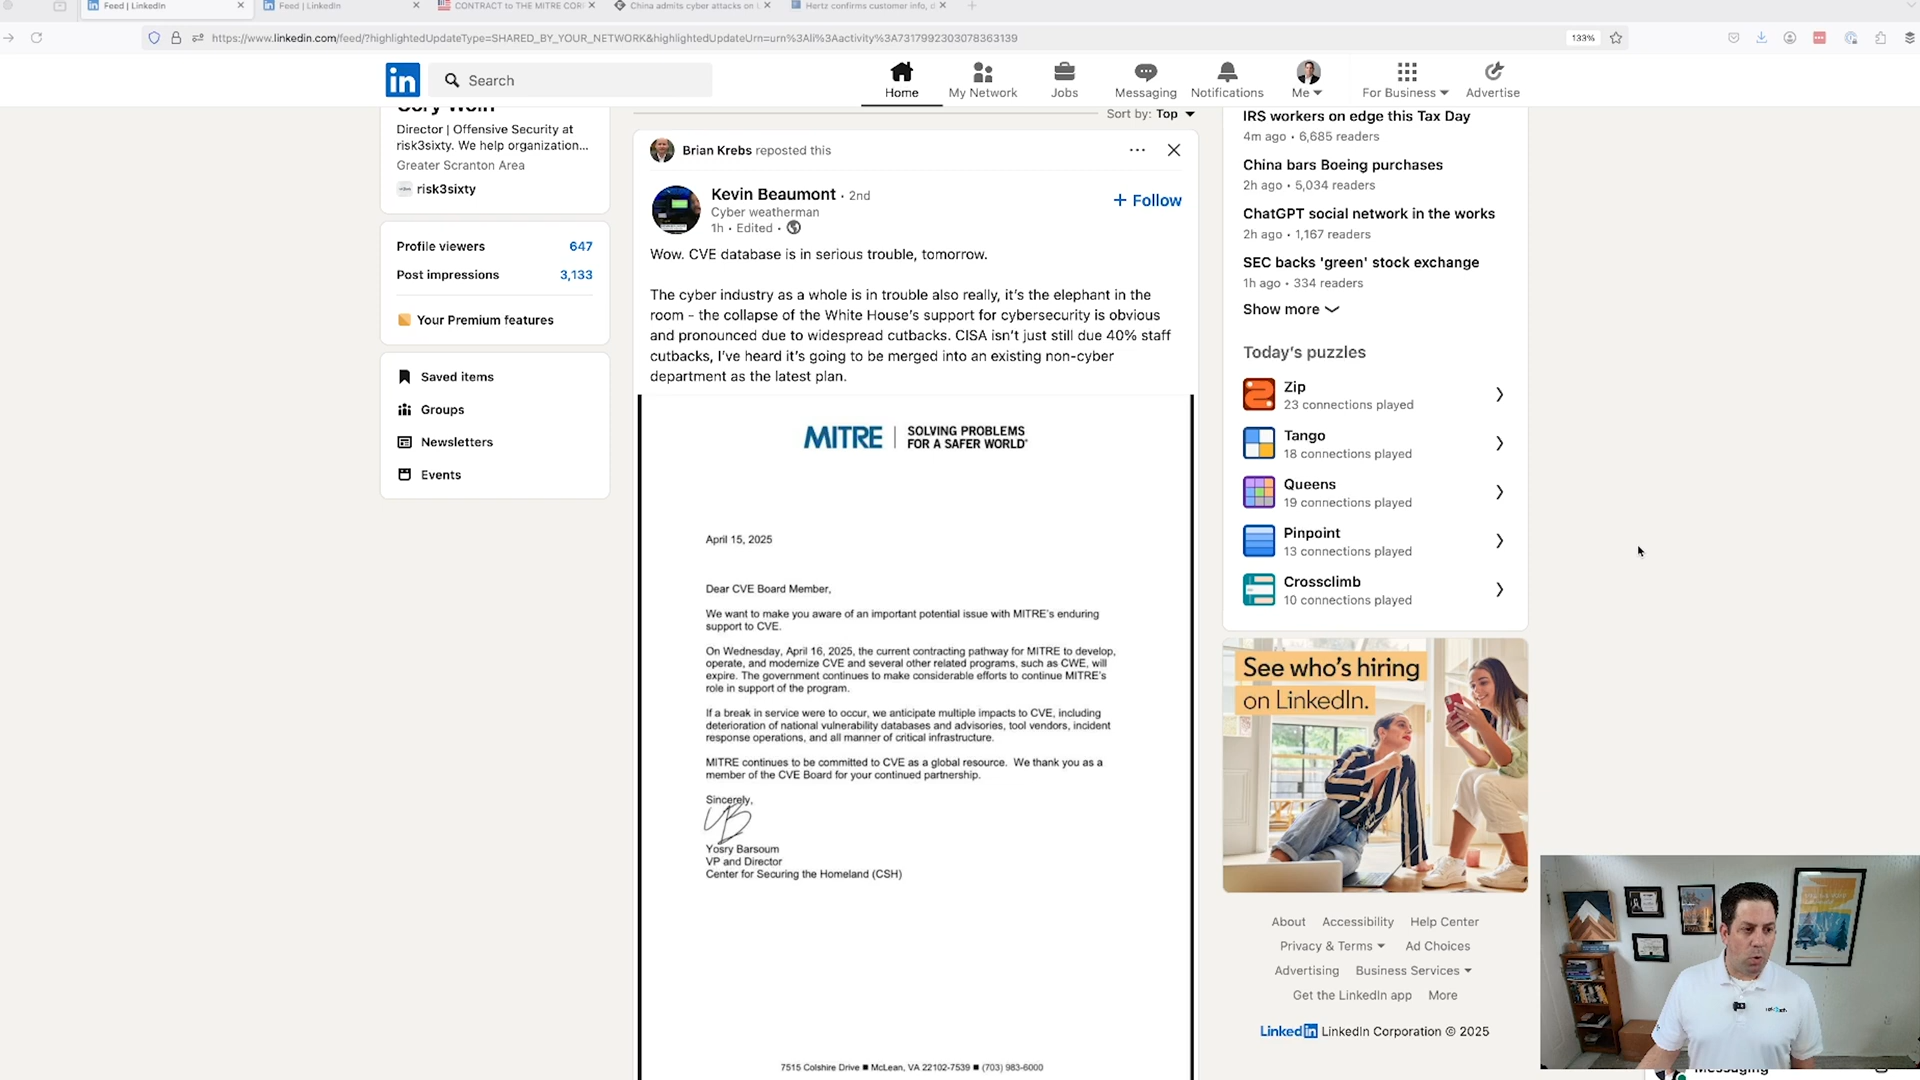 Feed | LinkedIn
Feed | LinkedIn
CONTRACT to THE MITRE COR
China admits cyber attacks on
Hertz confirms customer info, d
https://www.linkedin.com/feed/?highlightedUpdateType=SHARED_BY_YOUR_NETWORK&highlightedUpdateUrn=urn%3Ali%3Aactivity%3A7317992303078363139
133%
in
Search
Home
My Network
Jobs
Messaging
Notifications
Me
For Business
Advertise
Director | Offensive Security at
risk3sixty. We help organization...
Greater Scranton Area
risk3sixty
Profile viewers 647
Post impressions 3,133
Your Premium features
Saved items
Groups
Newsletters
Events
Sort by: Top
Brian Krebs reposted this
Kevin Beaumont • 2nd
Cyber weatherman
1h • Edited •
+ Follow
Wow. CVE database is in serious trouble, tomorrow.
The cyber industry as a whole is in trouble also really, it's the elephant in the
room – the collapse of the White House's support for cybersecurity is obvious
and pronounced due to widespread cutbacks. CISA isn't just still due 40% staff
cutbacks, I've heard it's going to be merged into an existing non-cyber
department as the latest plan.
MITRE | SOLVING PROBLEMS
FOR A SAFER WORLD®
April 15, 2025
Dear CVE Board Member,
We want to make you aware of an important potential issue with MITRE's enduring
support to CVE.
On Wednesday, April 16, 2025, the current contracting pathway for MITRE to develop,
operate, and modernize CVE and several other related programs, such as CWE, will
expire. The government continues to make considerable efforts to continue MITRE's
role in support of the program.
If a break in service were to occur, we anticipate multiple impacts to CVE, including
deterioration of national vulnerability databases and advisories, tool vendors, incident
response operations, and all manner of critical infrastructure.
MITRE continues to be committed to CVE as a global resource. We thank you as a
member of the CVE Board for your continued partnership.
Sincerely,
Yosry Barsoum
VP and Director
Center for Securing the Homeland (CSH)
7515 Colshire Drive ■ McLean, VA 22102-7539 ■ (703) 983-6000
IRS workers on edge this Tax Day
4m ago • 6,685 readers
China bars Boeing purchases
2h ago • 5,034 readers
ChatGPT social network in the works
2h ago • 1,167 readers
SEC backs 'green' stock exchange
1h ago • 334 readers
Show more
Today's puzzles
Zip
23 connections played
Tango
18 connections played
Queens
19 connections played
Pinpoint
13 connections played
Crossclimb
10 connections played
See who's hiring
on LinkedIn.
About Accessibility Help Center
Privacy & Terms Ad Choices
Advertising Business Services
Get the LinkedIn app More
LinkedIn LinkedIn Corporation © 2025
Messaging